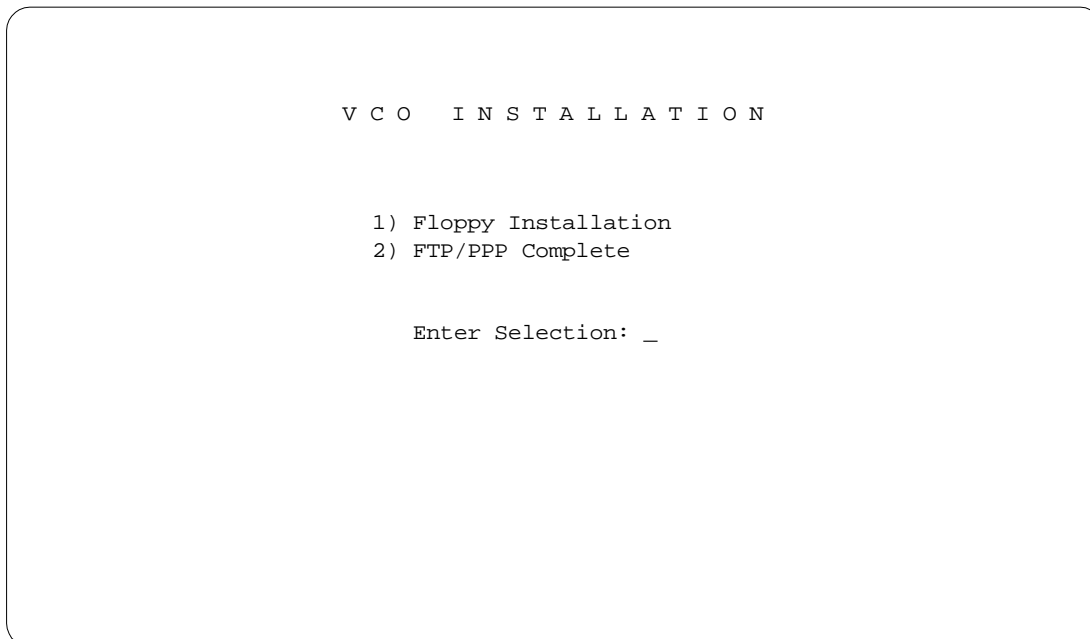 V C O   I N S T A L L A T I O N
1) Floppy Installation
2) FTP/PPP Complete
Enter Selection: _